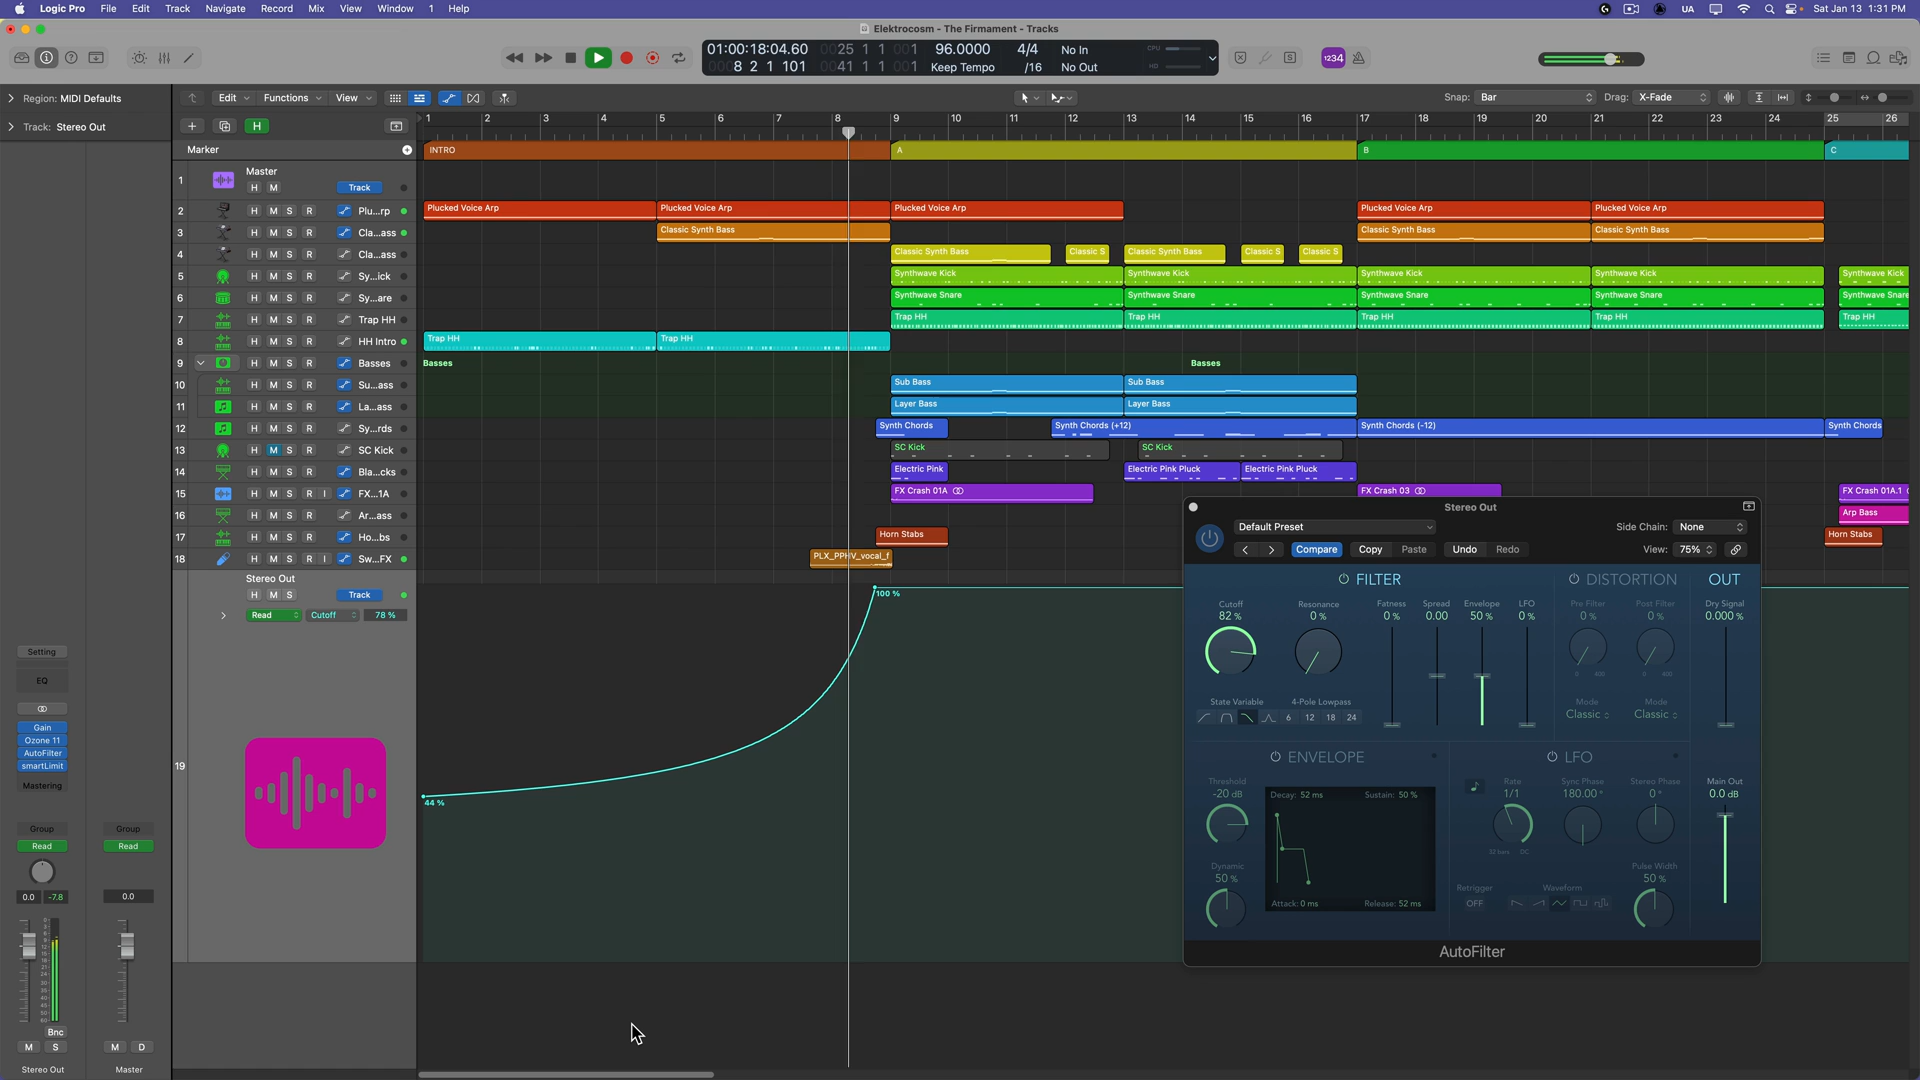 Logic Pro File Edit Track Navigate Record Mix View Window 1 Help
UA Sat Jan 13 1:31 PM
Elektrocosm - The Firmament - Tracks
01:00:18:04.60 0025 1 1 001 96.0000 4/4 No In CPU
0008 2 1 101 0041 1 1 001 Keep Tempo /16 No Out HD
1234
Region: MIDI Defaults
Edit Functions View
Snap: Bar Drag: X-Fade
Track: Stereo Out
H
1 2 3 4 5 6 7 8 9 10 11 12 13 14 15 16 17 18 19 20 21 22 23 24 25 26
Marker
INTRO A B C
1 Master
H M Track
2 H M S R Plu...rp
Plucked Voice Arp Plucked Voice Arp Plucked Voice Arp Plucked Voice Arp Plucked Voice Arp
3 H M S R Cla...ass
Classic Synth Bass Classic Synth Bass Classic Synth Bass
4 H M S R Cla...ass
Classic Synth Bass Classic S Classic Synth Bass Classic S Classic S
5 H M S R Sy...ick
Synthwave Kick Synthwave Kick Synthwave Kick Synthwave Kick Synthwave Kick
6 H M S R Sy...are
Synthwave Snare Synthwave Snare Synthwave Snare Synthwave Snare Synthwave Snare
7 H M S R Trap HH
Trap HH Trap HH Trap HH Trap HH Trap HH
8 H M S R HH Intro
Trap HH Trap HH
9 H M S R Basses
Basses Basses
10 H M S R Su...ass
Sub Bass Sub Bass
11 H M S R La...ass
Layer Bass Layer Bass
12 H M S R Sy...rds
Synth Chords Synth Chords (+12) Synth Chords (-12) Synth Chords
13 H M S R SC Kick
SC Kick SC Kick
14 H M S R Bla...cks
Electric Pink Electric Pink Pluck Electric Pink Pluck
15 H M S R I FX...1A
FX Crash 01A FX Crash 03 FX Crash 01A.1
16 H M S R Ar...ass
Arp Bass
17 H M S R Ho...bs
Horn Stabs Horn Stabs
18 H M S R I Sw...FX
PLX_PPHV_vocal_f
Stereo Out
H M S Track
Read Cutoff 78 %
19
100 %
44 %
Setting
EQ
Gain
Ozone 11
AutoFilter
smartLimit
Mastering
Group Group
Read Read
0.0 -7.8 0.0
Bnc
M S M D
Stereo Out Master
Stereo Out
Default Preset Side Chain: None
Compare Copy Paste Undo Redo View: 75%
FILTER DISTORTION OUT
Cutoff Resonance Fatness Spread Envelope LFO Pre Filter Post Filter Dry Signal
82 % 0 % 0 % 0.00 50 % 0 % 0 % 0 % 0.000 %
0 400 0 400
State Variable 4-Pole Lowpass Mode Mode
6 12 18 24 Classic Classic
ENVELOPE LFO
Threshold Rate Sync Phase Stereo Phase Main Out
-20 dB Decay: 52 ms Sustain: 50 % 1/1 180.00 ° 0 ° 0.0 dB
32 bars DC
Dynamic Pulse Width
50 % 50 %
Retrigger Waveform
Attack: 0 ms Release: 52 ms OFF
AutoFilter